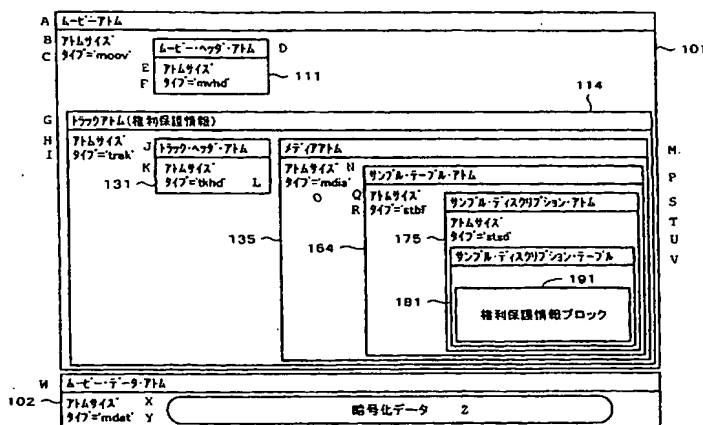 A ムービーアトム
B アトムサイズ
C タイプ='moov'
ムービー・ヘッダ・アトム D
E アトムサイズ
F タイプ='mvhd'
111
101
114
G トラックアトム(権利保護情報)
H アトムサイズ
I タイプ='trak'
J トラック・ヘッダ・アトム
K アトムサイズ
131 タイプ='tkhd' L
メディアアトム M.
アトムサイズ N
タイプ='mdia'
O
135
サンプル・テーブル・アトム P
Q アトムサイズ
R タイプ='stbl'
164
サンプル・ディスクリプション・アトム S
アトムサイズ T
タイプ='stsd' U
175
サンプル・ディスクリプション・テーブル V
181
191
権利保護情報ブロック
W ムービー・データ・アトム
102 アトムサイズ X
タイプ='mdat' Y
暗号化データ Z